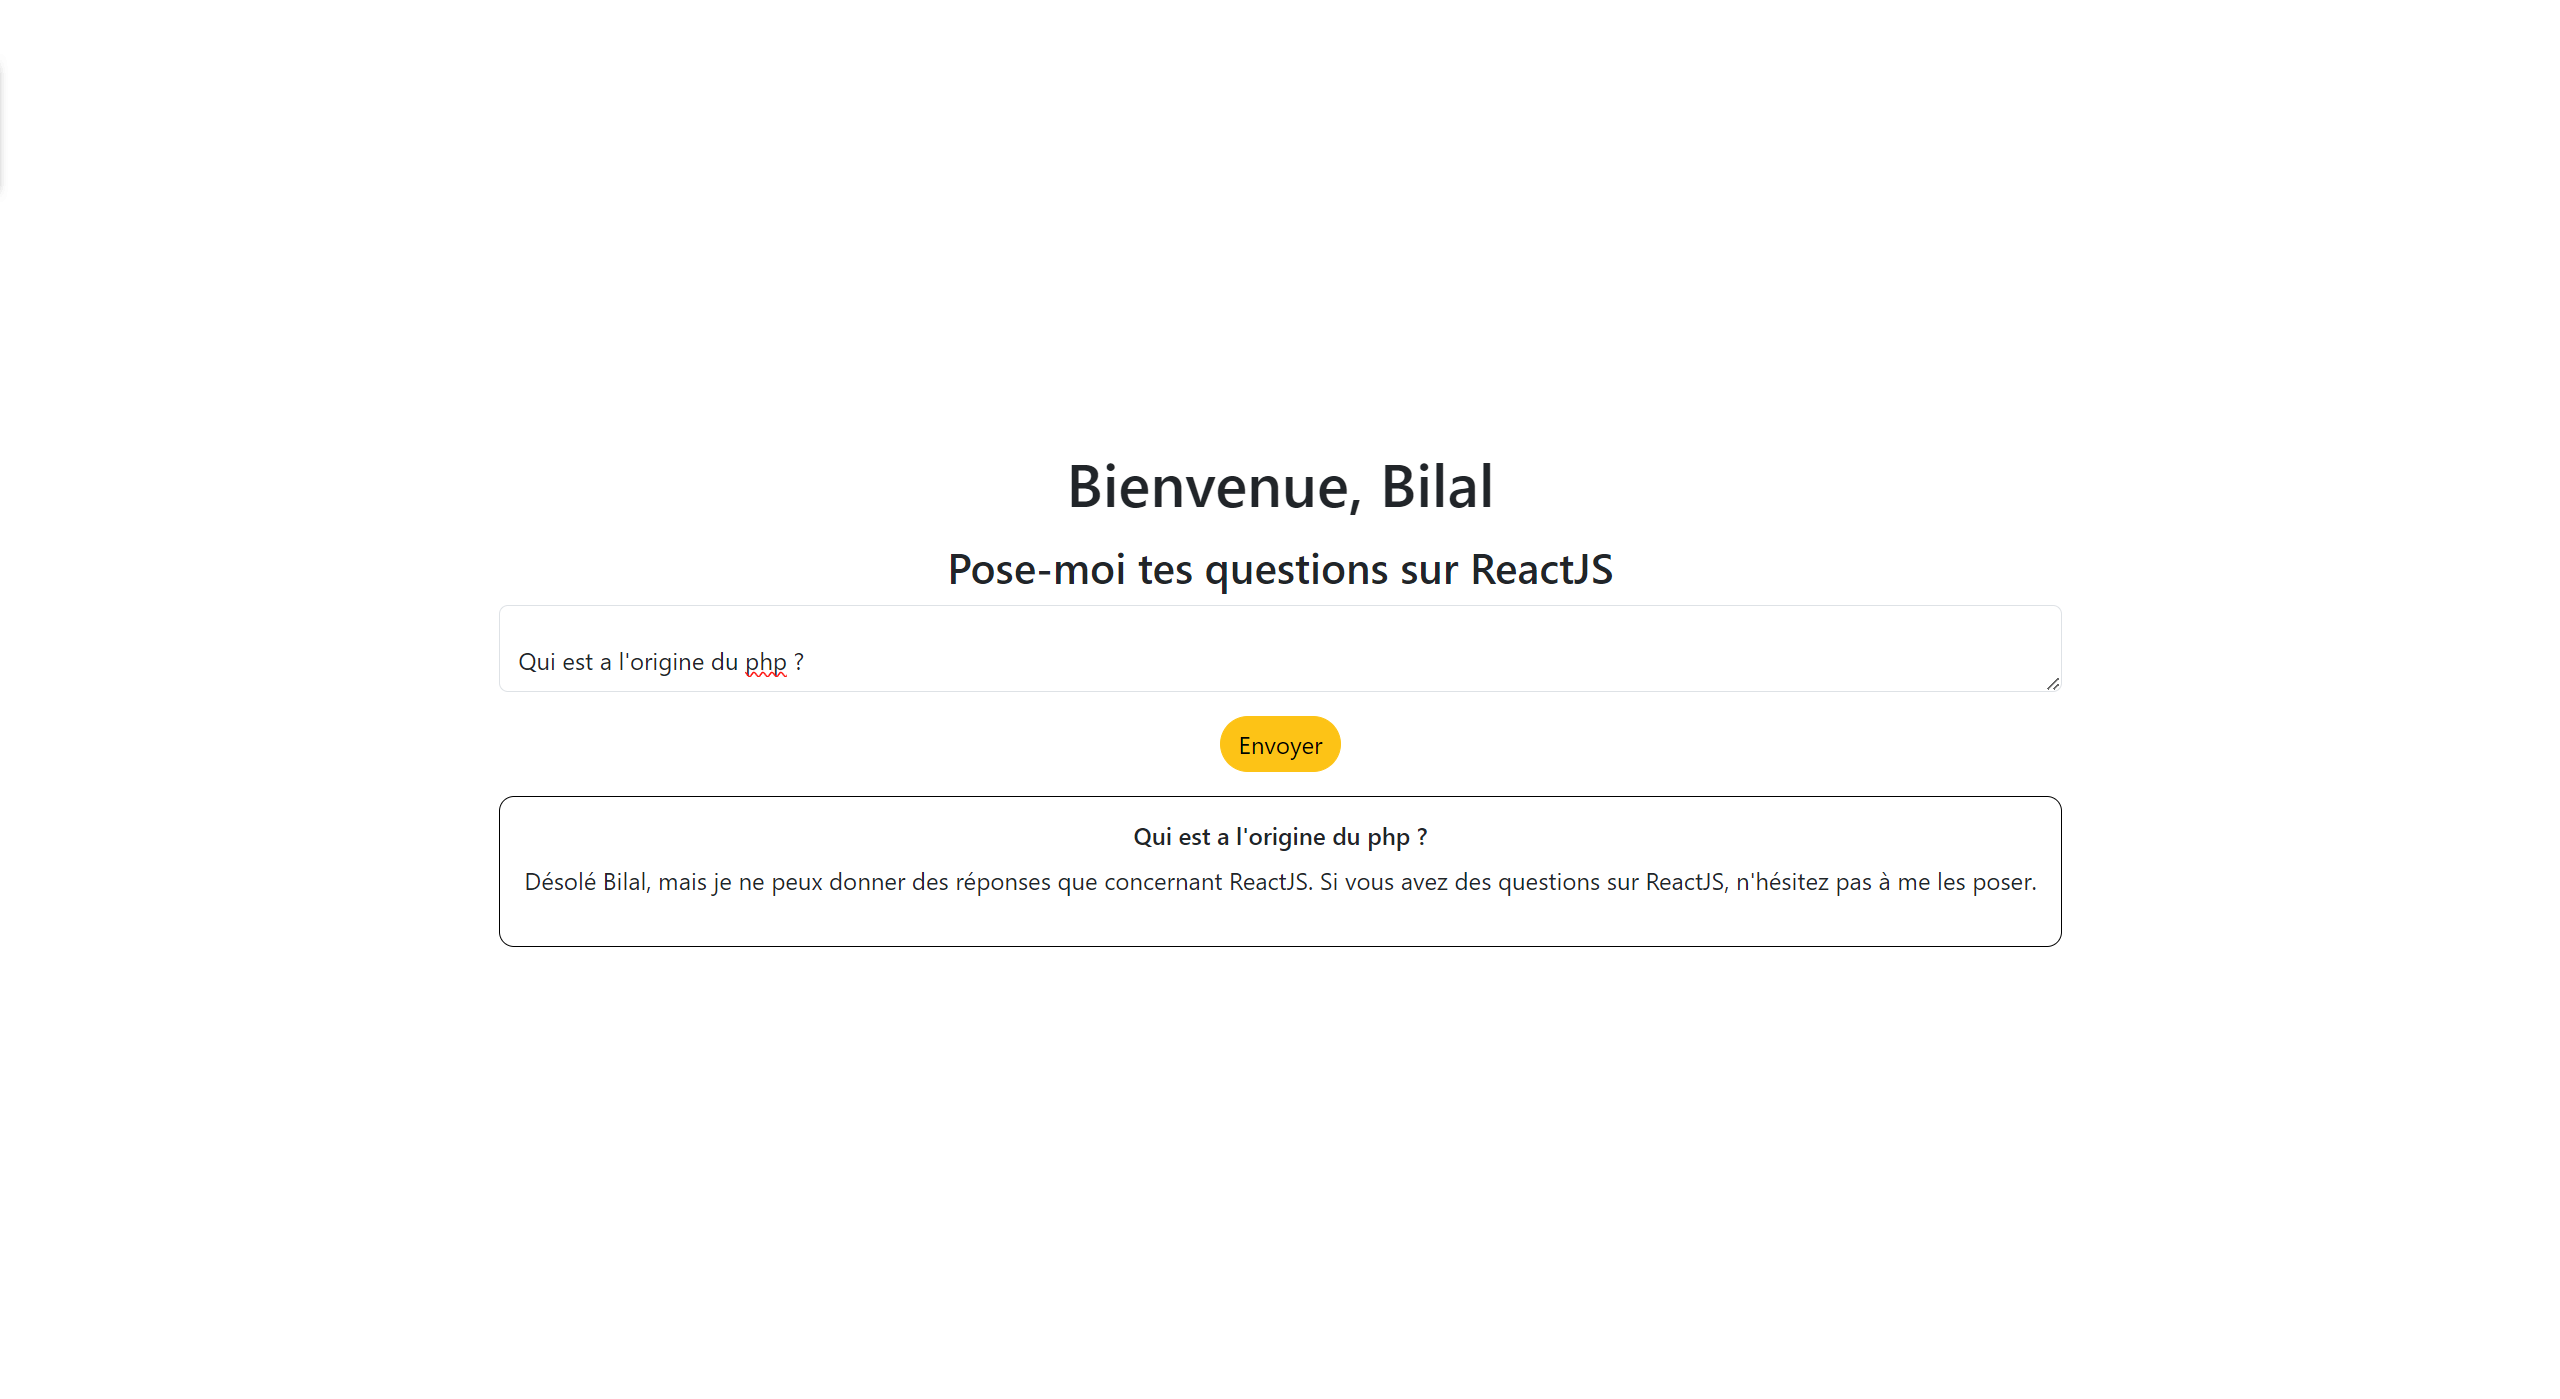 Bienvenue, Bilal
Pose-moi tes questions sur ReactJS
Qui est a l'origine du php ?
Envoyer
Qui est a l'origine du php ?
Désolé Bilal, mais je ne peux donner des réponses que concernant ReactJS. Si vous avez des questions sur ReactJS, n'hésitez pas à me les poser.